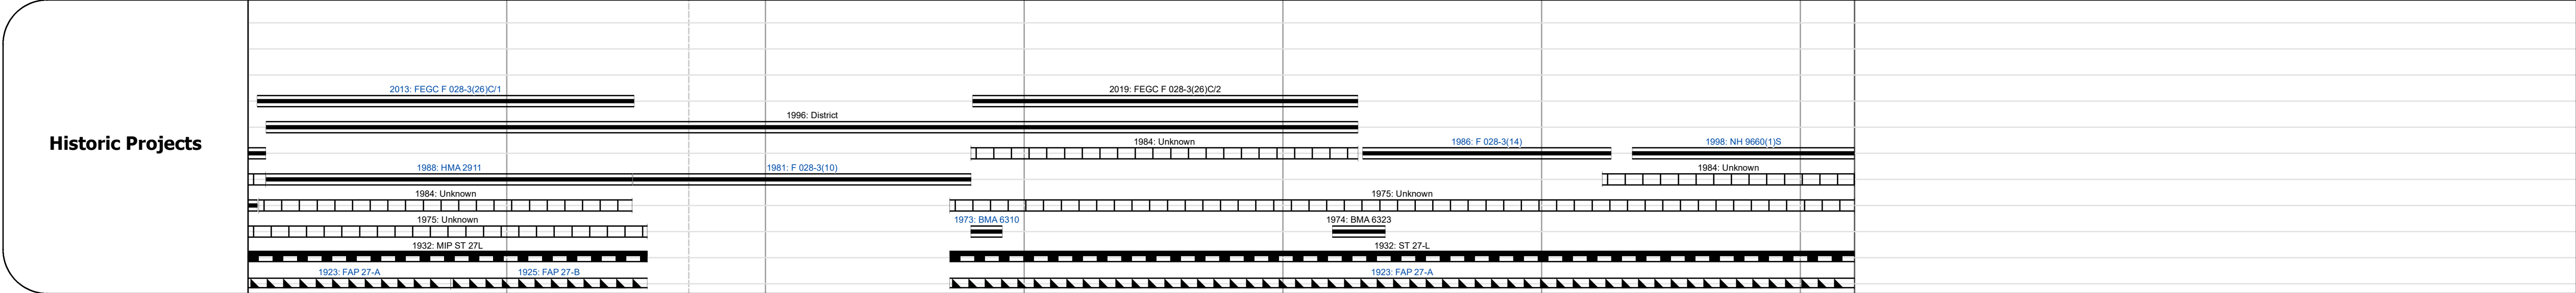 Historic Projects
2013: FEGC F 028-3(26)C/1
2019: FEGC F 028-3(26)C/2
1996: District
1984: Unknown
1986: F 028-3(14)
1998: NH 9660(1)S
1988: HMA 2911
1981: F 028-3(10)
1984: Unknown
1984: Unknown
1975: Unknown
1975: Unknown
1973: BMA 6310
1974: BMA 6323
1932: MIP ST 27L
1932: ST 27-L
1923: FAP 27-A
1925: FAP 27-B
1923: FAP 27-A